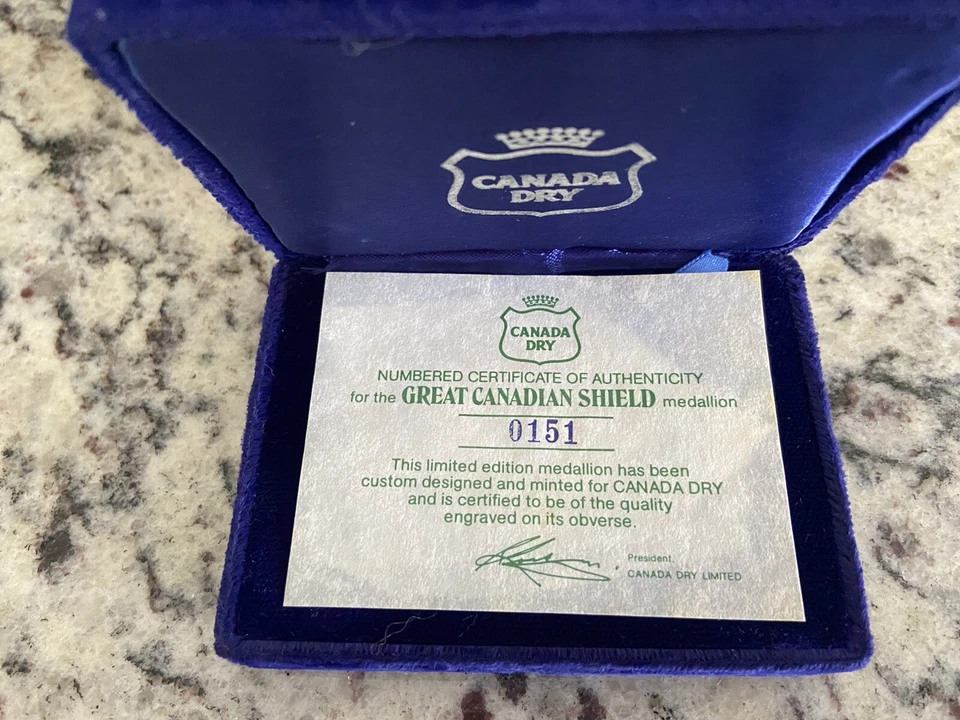 CANADA
DRY
CANADA
DRY
NUMBERED CERTIFICATE OF AUTHENTICITY
for the GREAT CANADIAN SHIELD medallion
0151
This limited edition medallion has been
custom designed and minted for CANADA DRY
and is certified to be of the quality
engraved on its obverse.
President.
CANADA DRY LIMITED